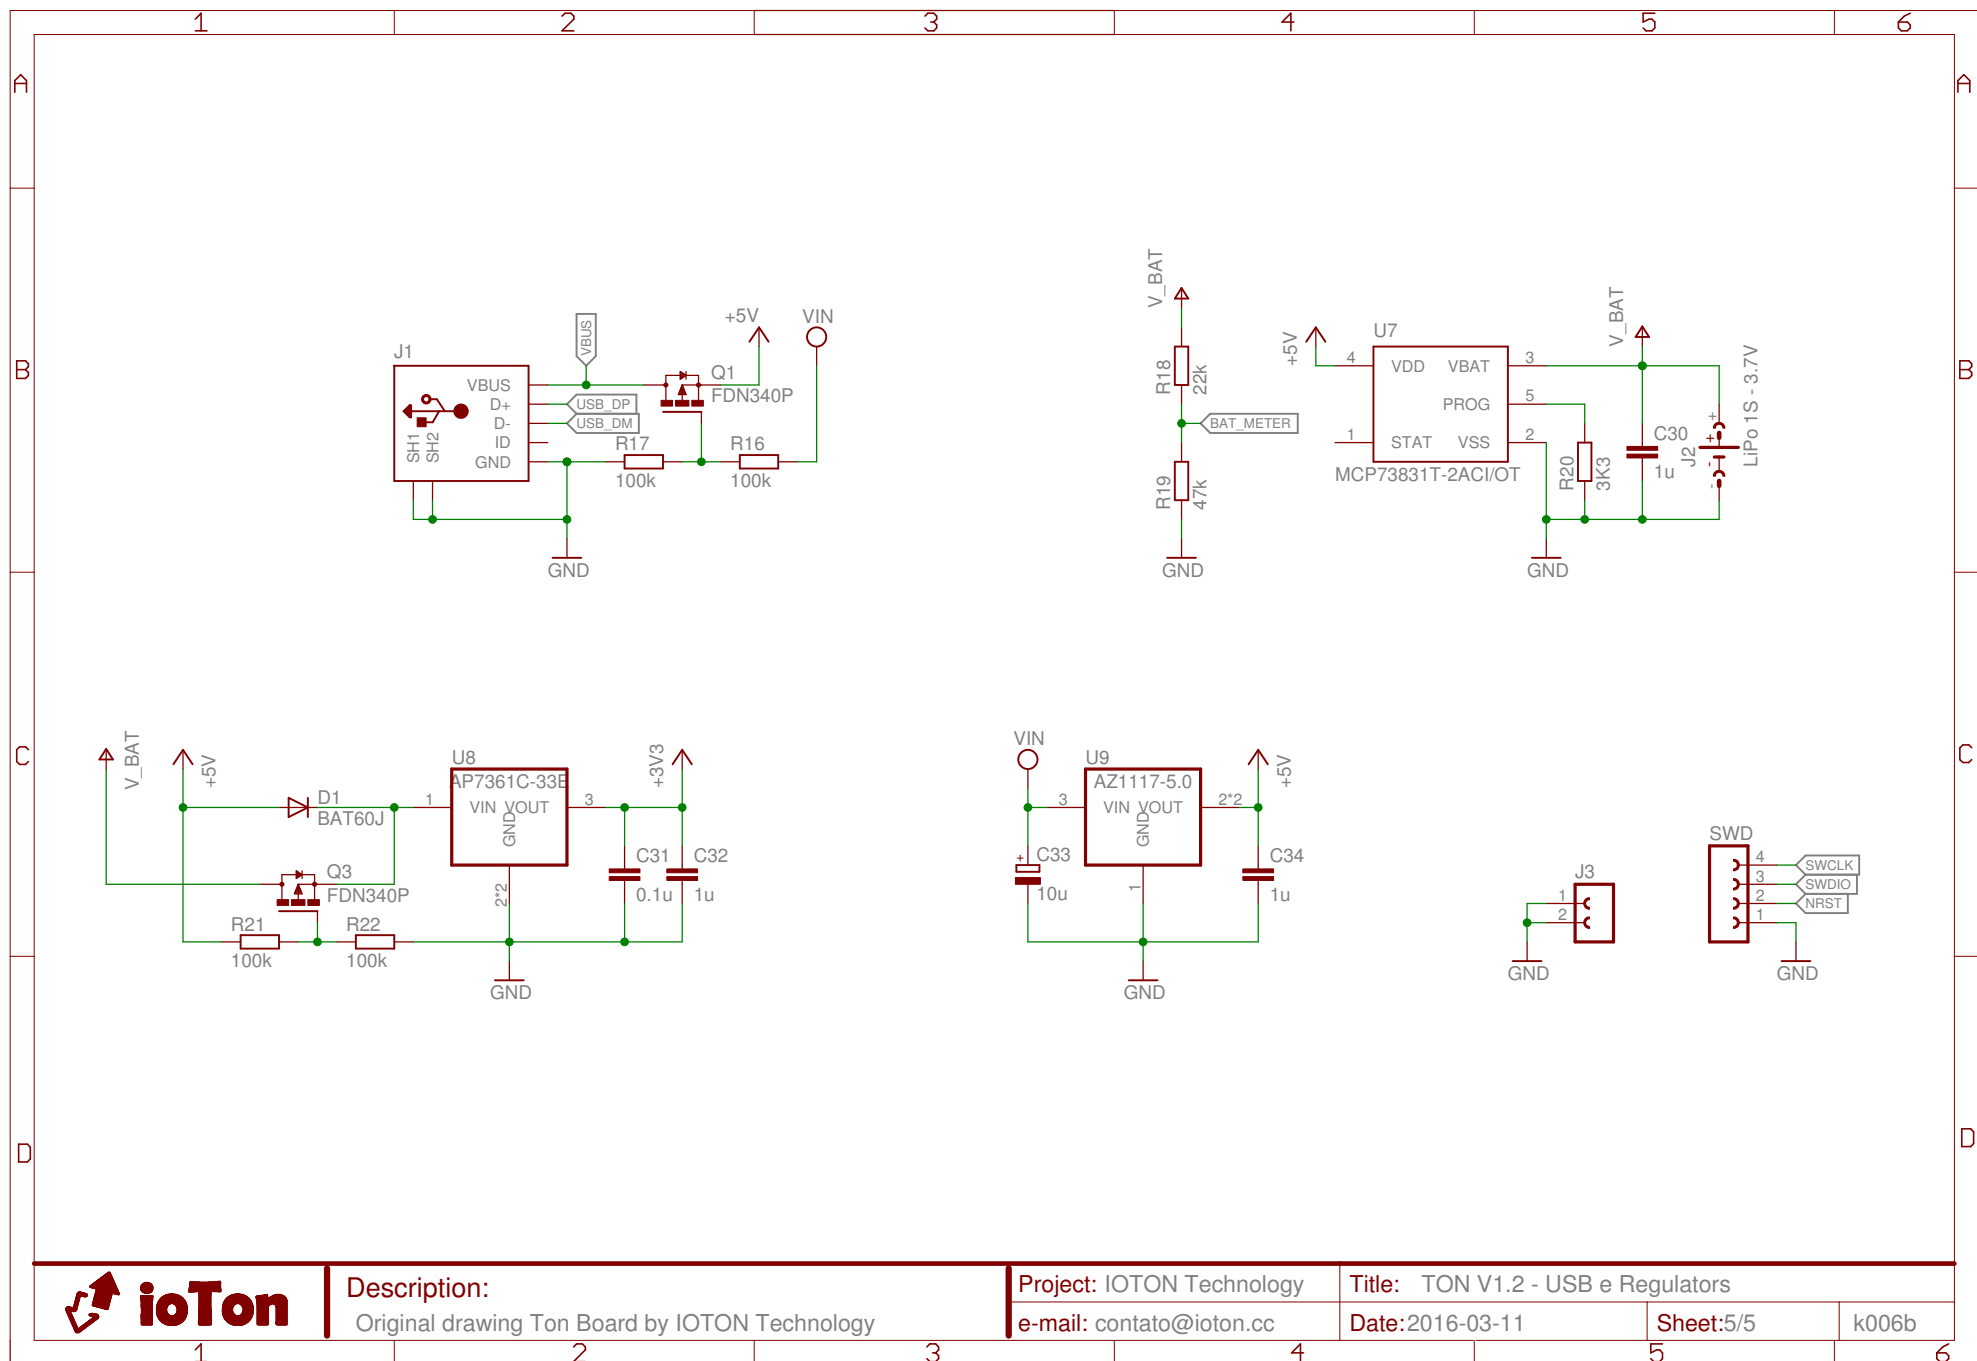 1 2 3 4 5 6
A A
V_BAT
V_BAT
VBUS
+5V VIN
+5V
U7
J1
B B
VBUS
D+
D-
ID
GND
SH1
SH2
USB_DP
USB_DM
Q1
FDN340P
R17
100k
R16
100k
GND
R18
22k
BAT_METER
R19
47k
GND
4 VDD VBAT 3
PROG 5
1 STAT VSS 2
MCP73831T-2ACI/OT
R20
3K3
C30
1u
J2
+
+
-
-
LiPo 1S - 3.7V
GND
C C
V_BAT
+5V
D1
BAT60J
Q3
FDN340P
R21
100k
R22
100k
U8
AP7361C-33E
1 VIN VOUT 3
GND
2*2
+3V3
C31
0.1u
C32
1u
GND
VIN
U9
AZ1117-5.0
3 VIN VOUT 2*2
GND
1
+5V
+
C33
10u
C34
1u
GND
J3
1
2
GND
SWD
4 SWCLK
3 SWDIO
2 NRST
1
GND
D D
ioTon
Description:
Original drawing Ton Board by IOTON Technology
Project: IOTON Technology
Title: TON V1.2 - USB e Regulators
e-mail: contato@ioton.cc
Date:2016-03-11
Sheet:5/5
k006b
1 2 3 4 5 6